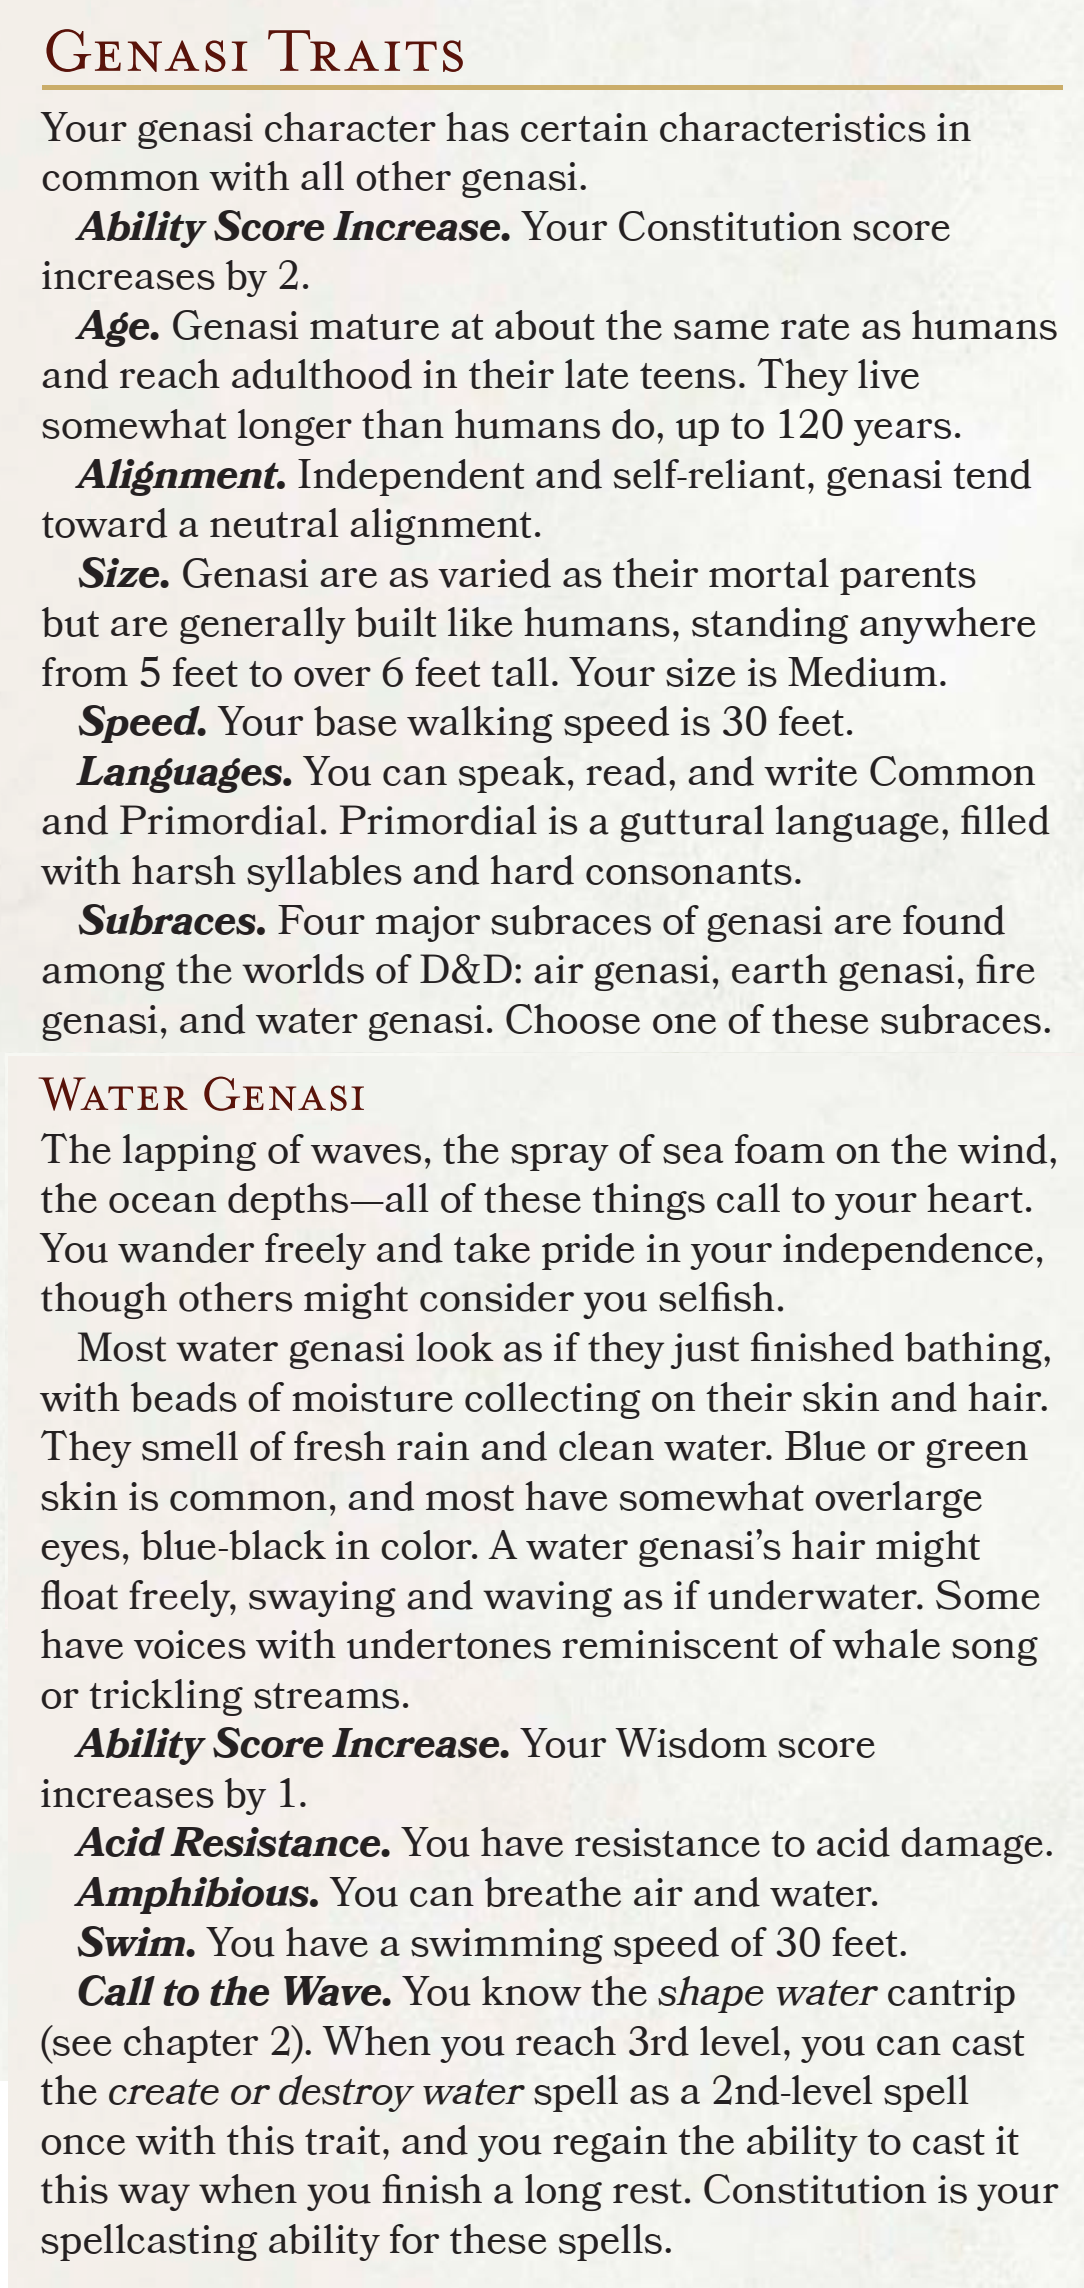 Genasi Traits
Your genasi character has certain characteristics in
common with all other genasi.
Ability Score Increase. Your Constitution score
increases by 2.
Age. Genasi mature at about the same rate as humans
and reach adulthood in their late teens. They live
somewhat longer than humans do, up to 120 years.
Alignment. Independent and self-reliant, genasi tend
toward a neutral alignment.
Size. Genasi are as varied as their mortal parents
but are generally built like humans, standing anywhere
from 5 feet to over 6 feet tall. Your size is Medium.
Speed. Your base walking speed is 30 feet.
Languages. You can speak, read, and write Common
and Primordial. Primordial is a guttural language, filled
with harsh syllables and hard consonants.
Subraces. Four major subraces of genasi are found
among the worlds of D&D: air genasi, earth genasi, fire
genasi, and water genasi. Choose one of these subraces.
Water Genasi
The lapping of waves, the spray of sea foam on the wind,
the ocean depths—all of these things call to your heart.
You wander freely and take pride in your independence,
though others might consider you selfish.
Most water genasi look as if they just finished bathing,
with beads of moisture collecting on their skin and hair.
They smell of fresh rain and clean water. Blue or green
skin is common, and most have somewhat overlarge
eyes, blue-black in color. A water genasi's hair might
float freely, swaying and waving as if underwater. Some
have voices with undertones reminiscent of whale song
or trickling streams.
Ability Score Increase. Your Wisdom score
increases by 1.
Acid Resistance. You have resistance to acid damage.
Amphibious. You can breathe air and water.
Swim. You have a swimming speed of 30 feet.
Call to the Wave. You know the shape water cantrip
(see chapter 2). When you reach 3rd level, you can cast
the create or destroy water spell as a 2nd-level spell
once with this trait, and you regain the ability to cast it
this way when you finish a long rest. Constitution is your
spellcasting ability for these spells.